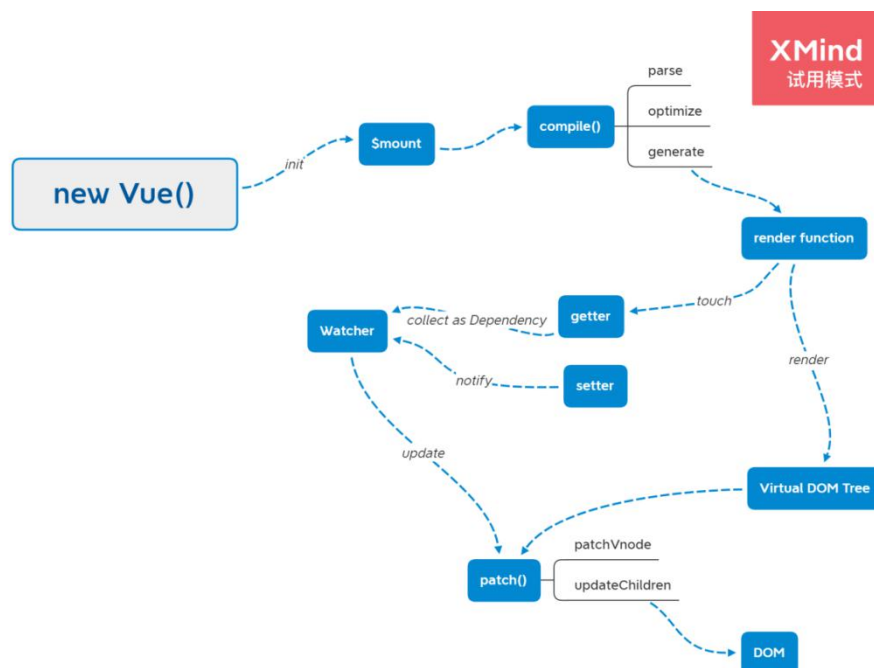 XMind
试用模式
parse
$mount
compile()
optimize
generate
init
new Vue()
render function
touch
getter
collect as Dependency
Watcher
render
notify
setter
update
Virtual DOM Tree
patchVnode
patch()
updateChildren
DOM